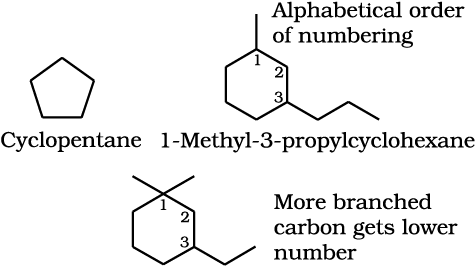 Alphabetical order
of numbering
1
2
3
Cyclopentane
1-Methyl-3-propylcyclohexane
1
2
3
More branched
carbon gets lower
number